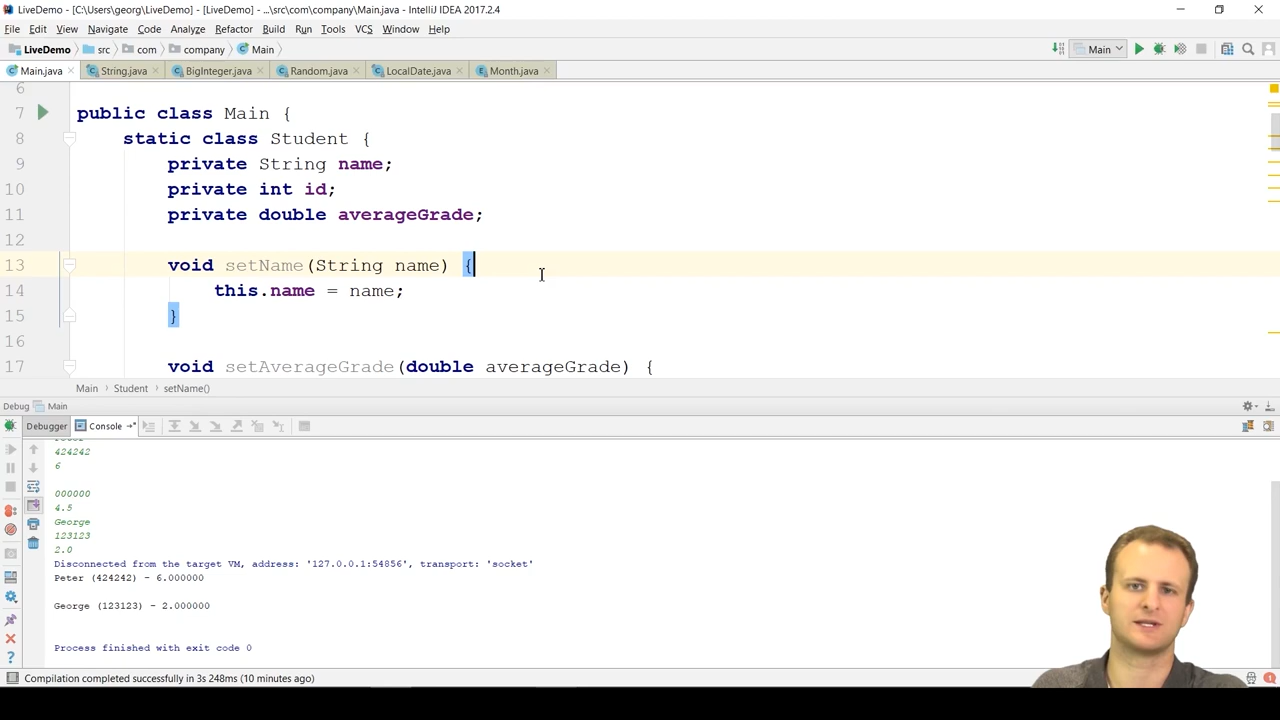 LiveDemo - [C:\Users\georg\LiveDemo] - [LiveDemo] - ...\src\com\company\Main.java - IntelliJ IDEA 2017.2.4
File Edit View Navigate Code Analyze Refactor Build Run Tools VCS Window Help
LiveDemo src com company Main Main
Main.java String.java BigInteger.java Random.java LocalDate.java Month.java
6
7 public class Main {
8 static class Student {
9 private String name;
10 private int id;
11 private double averageGrade;
12
13 void setName(String name) {
14 this.name = name;
15 }
16
17 void setAverageGrade(double averageGrade) {
Main Student setName()
Debug Main
Debugger Console
424242
6
000000
4.5
George
123123
2.0
Disconnected from the target VM, address: '127.0.0.1:54856', transport: 'socket'
Peter (424242) - 6.000000
George (123123) - 2.000000
Process finished with exit code 0
Compilation completed successfully in 3s 248ms (10 minutes ago)